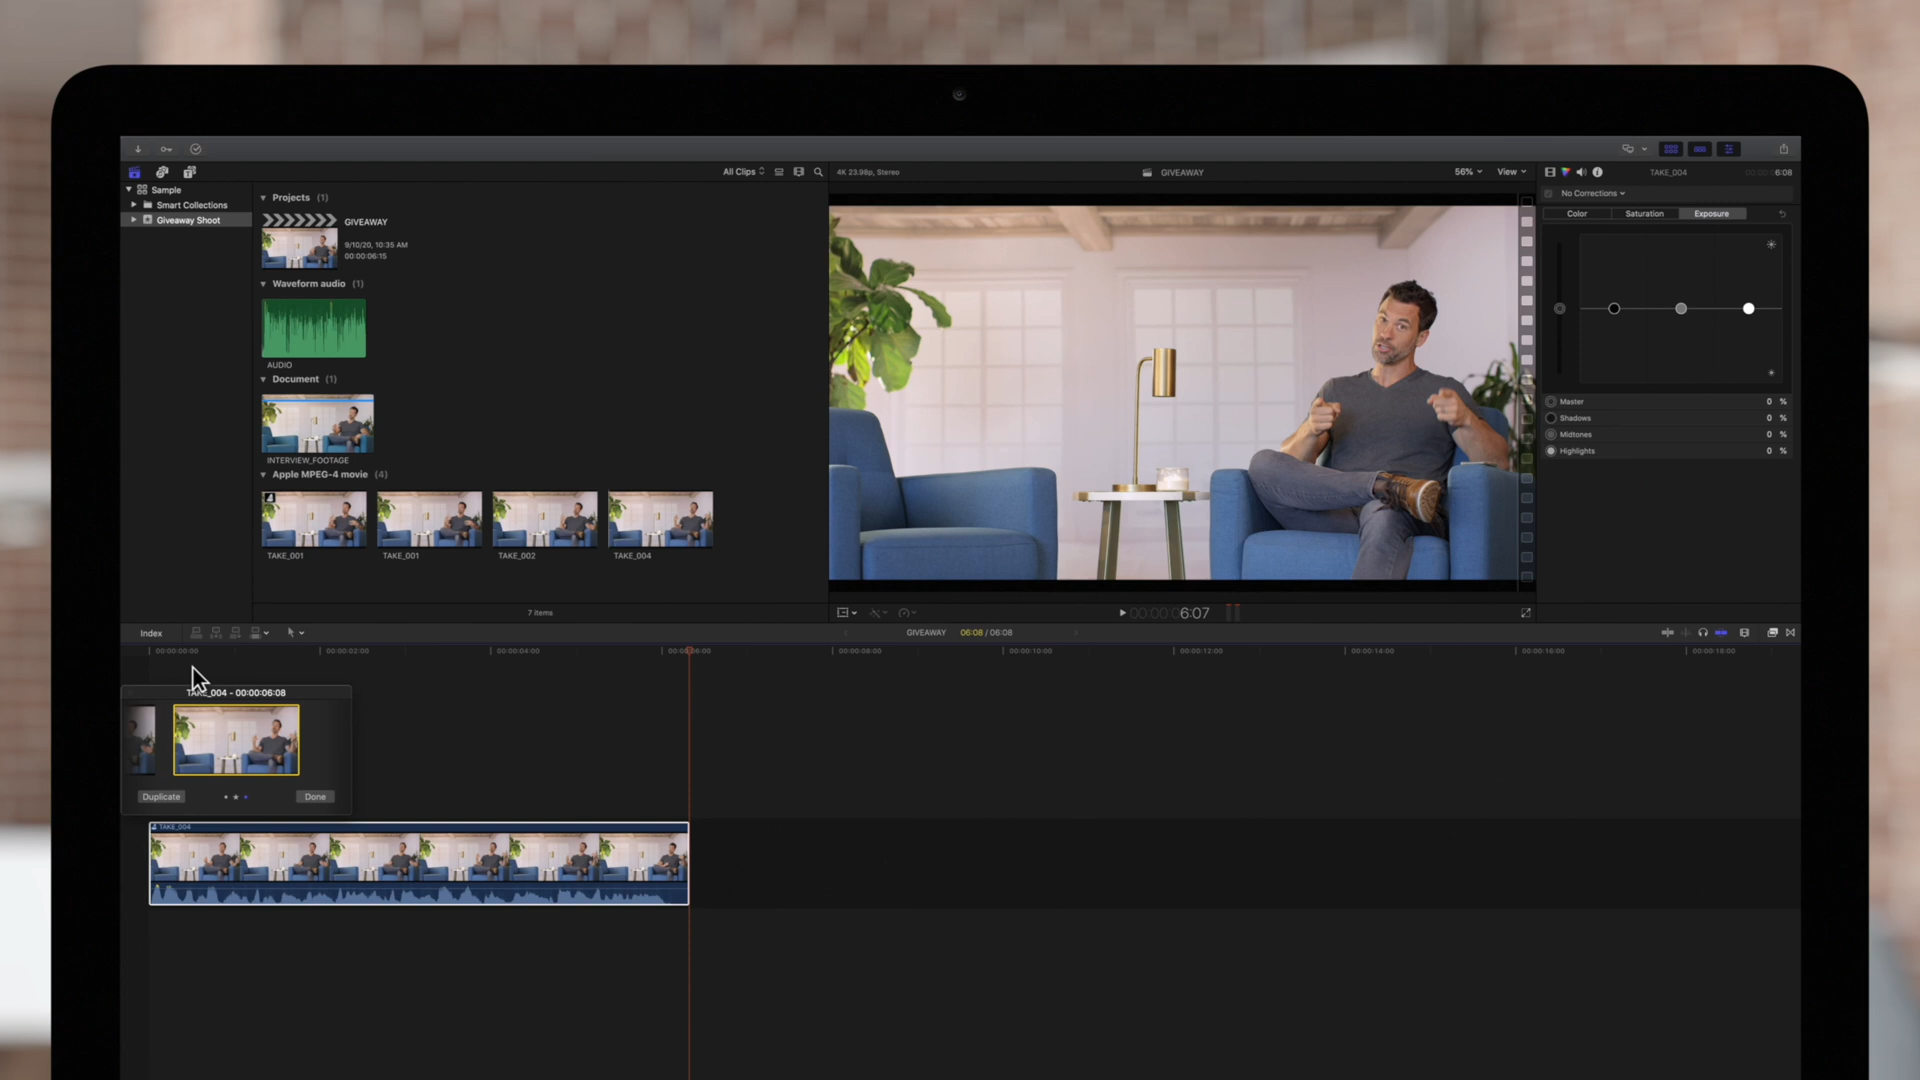 All Clips
4K 23.98p, Stereo
GIVEAWAY
56%
View
TAKE_004
6:08
Sample
Smart Collections
Giveaway Shoot
Projects (1)
GIVEAWAY
9/10/20, 10:35 AM
00:00:06:15
Waveform audio (1)
AUDIO
Document (1)
INTERVIEW_FOOTAGE
Apple MPEG-4 movie (4)
TAKE_001
TAKE_001
TAKE_002
TAKE_004
7 items
No Corrections
Color
Saturation
Exposure
Master 0 %
Shadows 0 %
Midtones 0 %
Highlights 0 %
00:00:06:07
Index
GIVEAWAY 06:08 / 06:08
00:00:00:00
00:00:02:00
00:00:04:00
00:00:06:00
00:00:08:00
00:00:10:00
00:00:12:00
00:00:14:00
00:00:16:00
00:00:18:00
TAKE_004 - 00:00:06:08
Duplicate
Done
TAKE_004